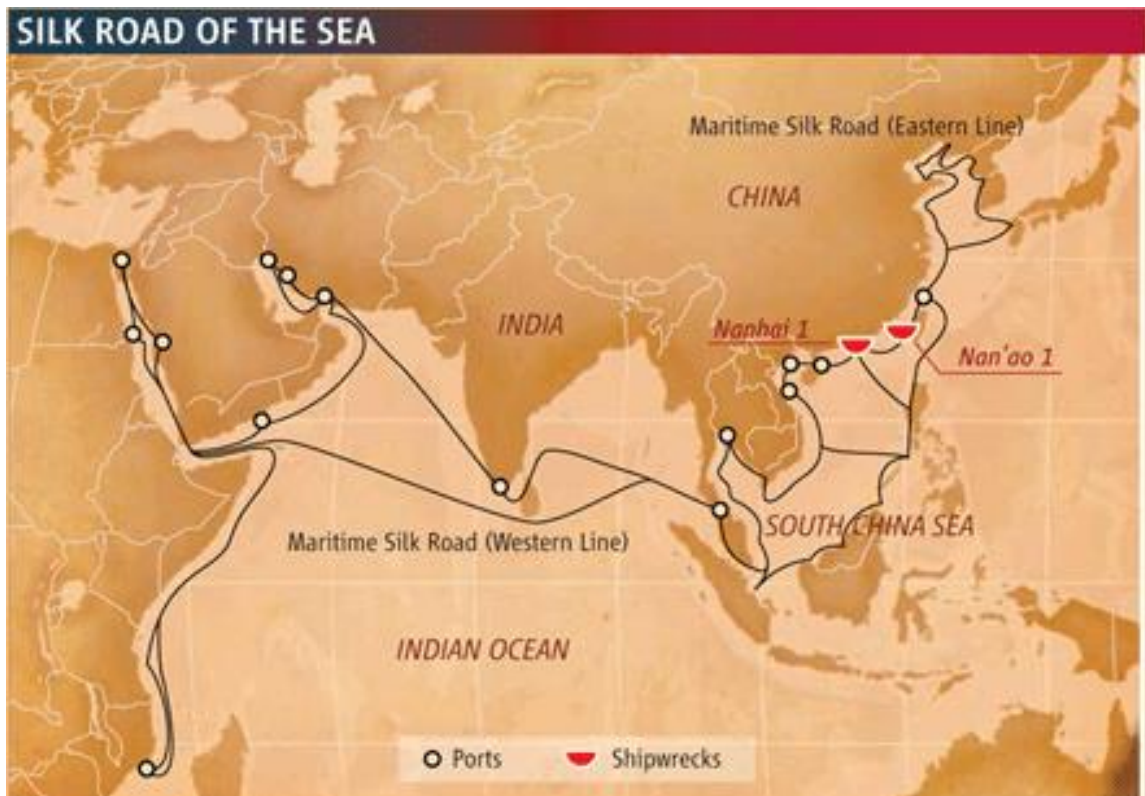 SILK ROAD OF THE SEA
Maritime Silk Road (Eastern Line)
CHINA
INDIA
Nanhai 1
Nan'ao 1
SOUTH CHINA SEA
Maritime Silk Road (Western Line)
INDIAN OCEAN
Ports
Shipwrecks